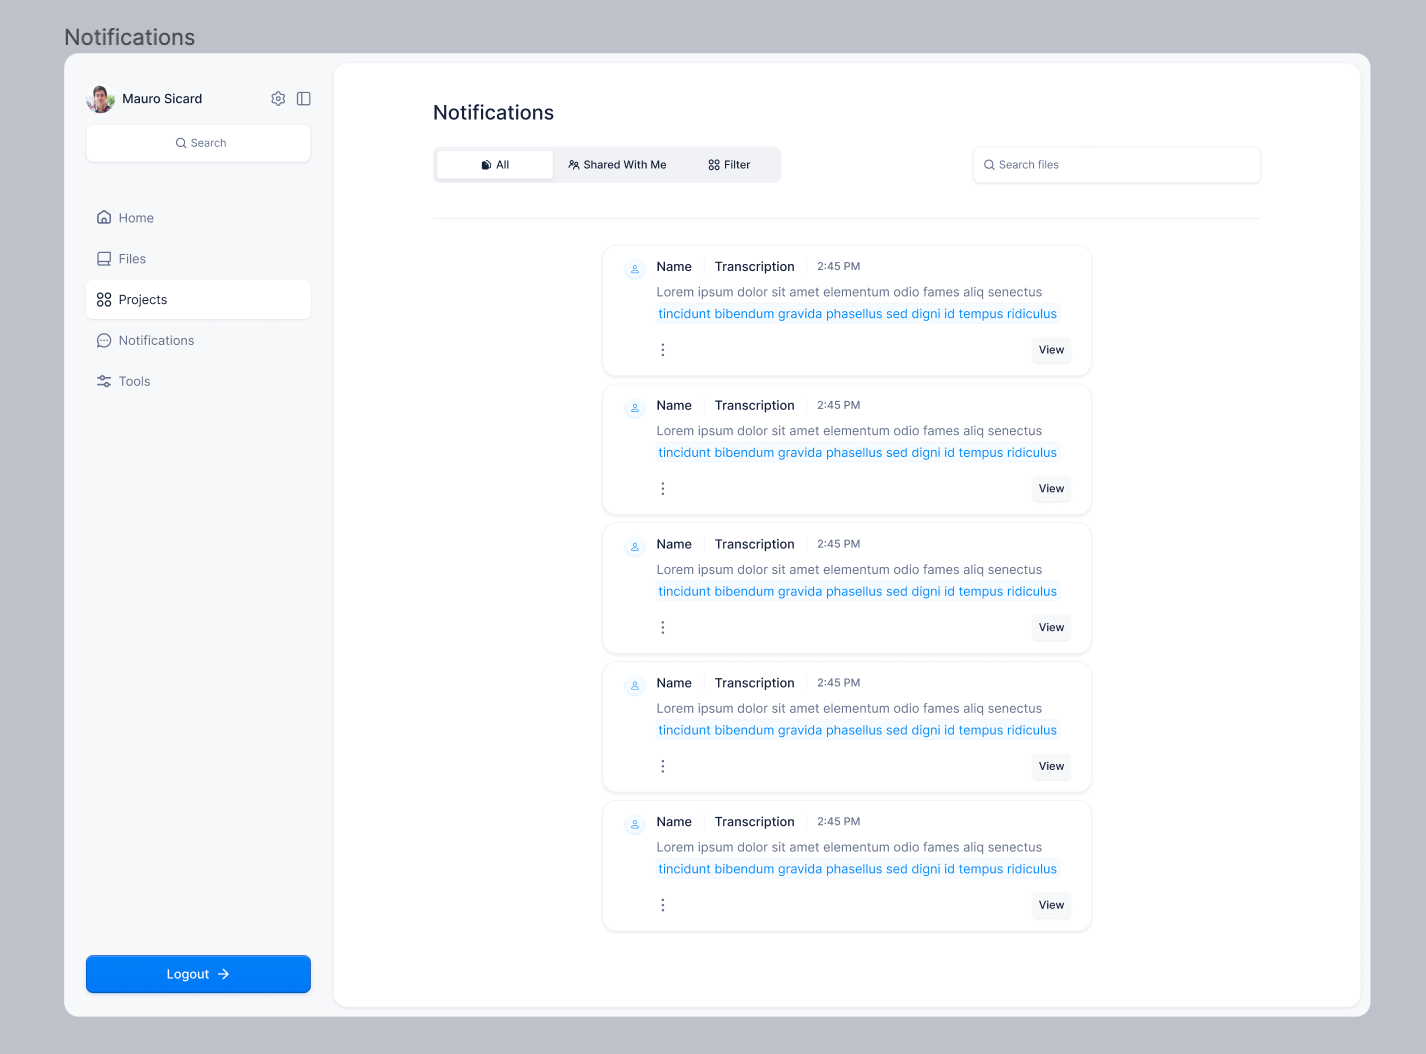 Notifications
Mauro Sicard
Search
Home
Files
Projects
Notifications
Tools
Logout
Notifications
All Shared With Me Filter
Search files
Name Transcription 2:45 PM
Lorem ipsum dolor sit amet elementum odio fames aliq senectus
tincidunt bibendum gravida phasellus sed digni id tempus ridiculus
View
Name Transcription 2:45 PM
Lorem ipsum dolor sit amet elementum odio fames aliq senectus
tincidunt bibendum gravida phasellus sed digni id tempus ridiculus
View
Name Transcription 2:45 PM
Lorem ipsum dolor sit amet elementum odio fames aliq senectus
tincidunt bibendum gravida phasellus sed digni id tempus ridiculus
View
Name Transcription 2:45 PM
Lorem ipsum dolor sit amet elementum odio fames aliq senectus
tincidunt bibendum gravida phasellus sed digni id tempus ridiculus
View
Name Transcription 2:45 PM
Lorem ipsum dolor sit amet elementum odio fames aliq senectus
tincidunt bibendum gravida phasellus sed digni id tempus ridiculus
View